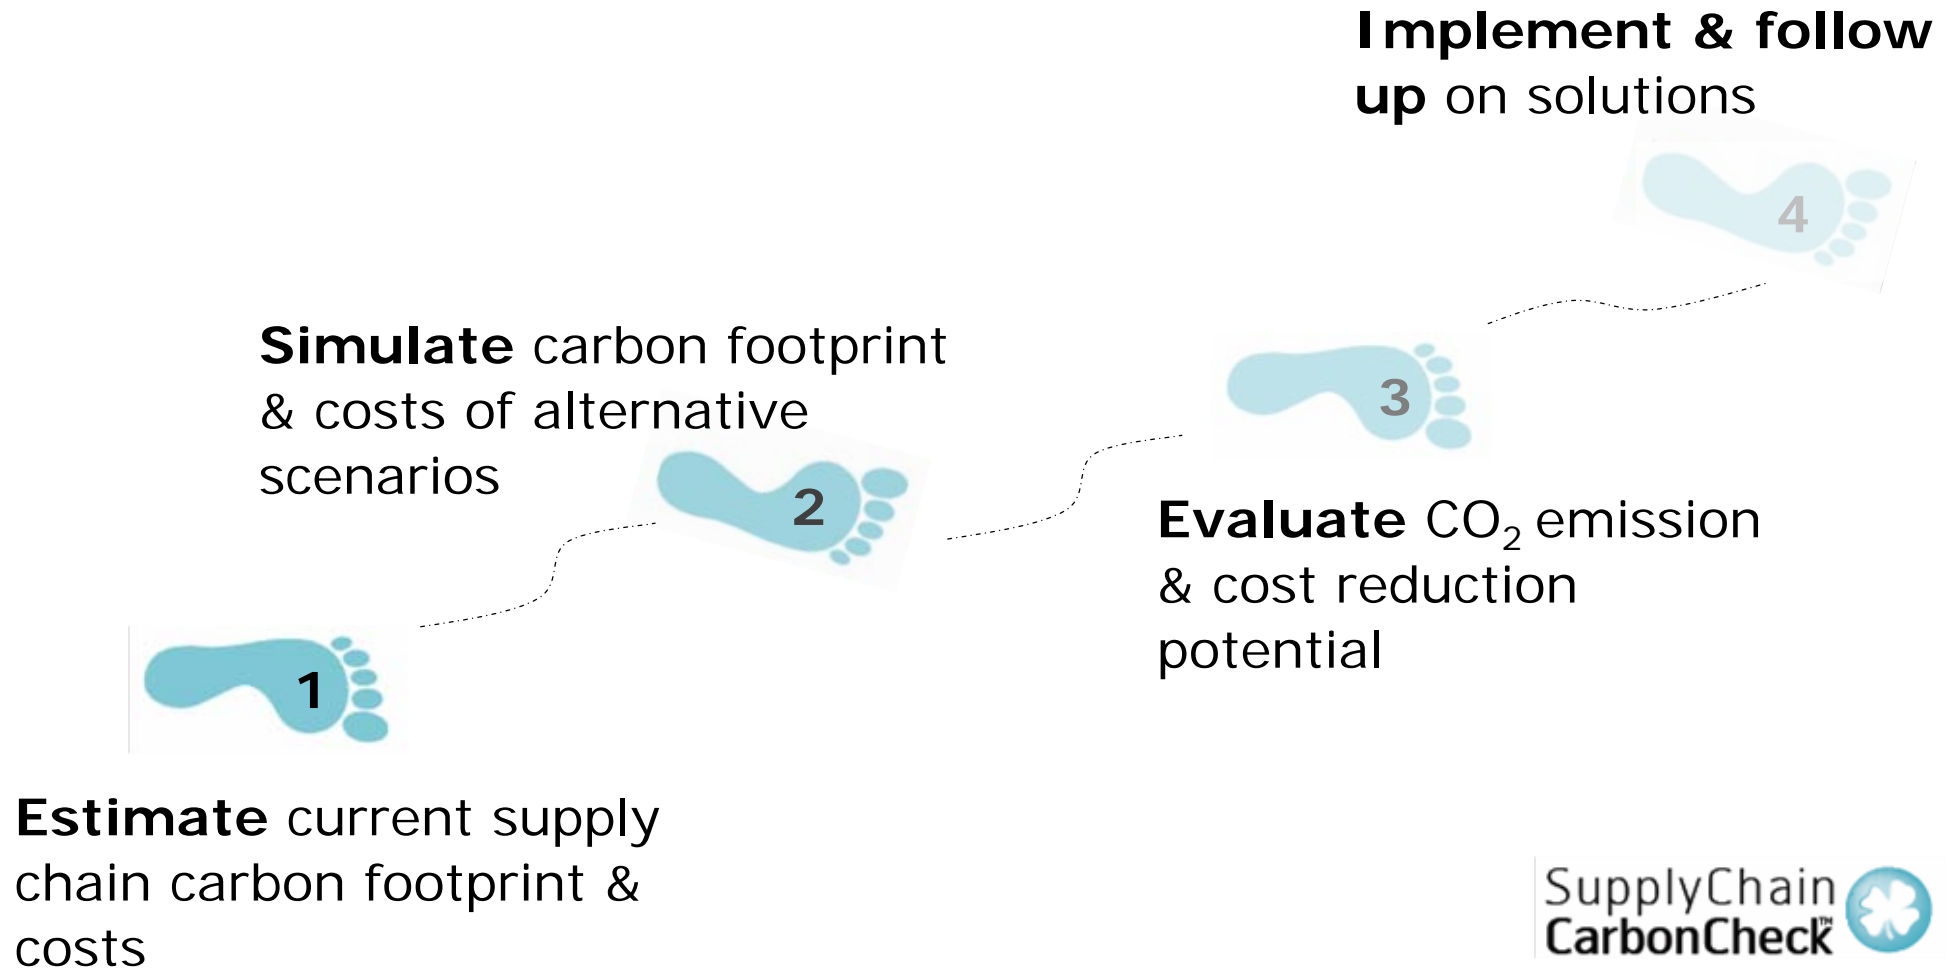 Implement & follow
up on solutions
4
Simulate carbon footprint
& costs of alternative
scenarios
3
2
Evaluate CO₂ emission
& cost reduction
potential
1
Estimate current supply
chain carbon footprint &
costs
SupplyChain
CarbonCheck™